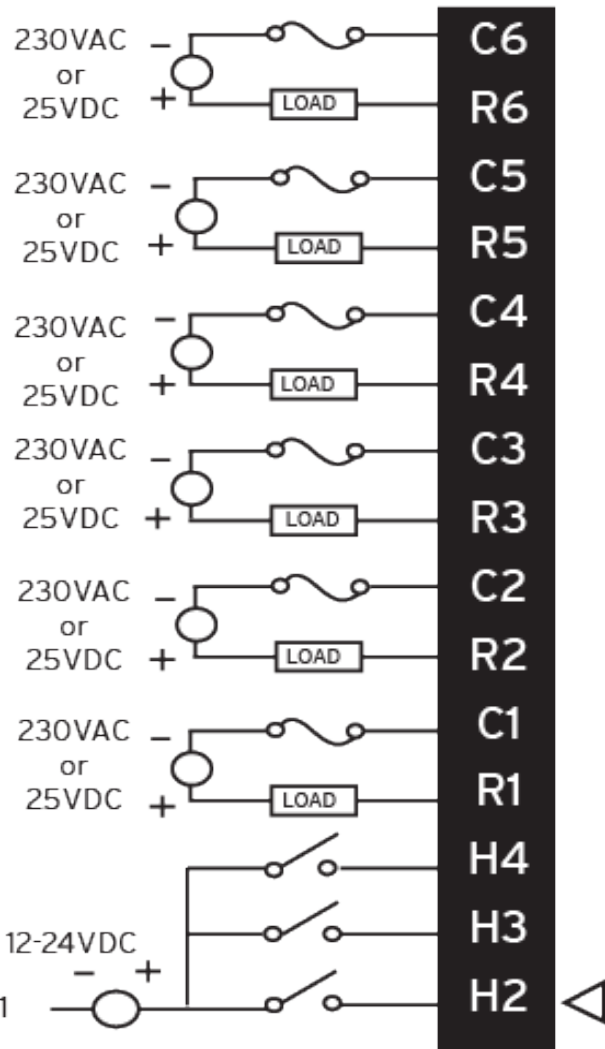 230VAC - C6
or
25VDC + LOAD R6
230VAC - C5
or
25VDC + LOAD R5
230VAC - C4
or
25VDC + LOAD R4
230VAC - C3
or
25VDC + LOAD R3
230VAC - C2
or
25VDC + LOAD R2
230VAC - C1
or
25VDC + LOAD R1
H4
H3
12-24VDC
- +
1 H2